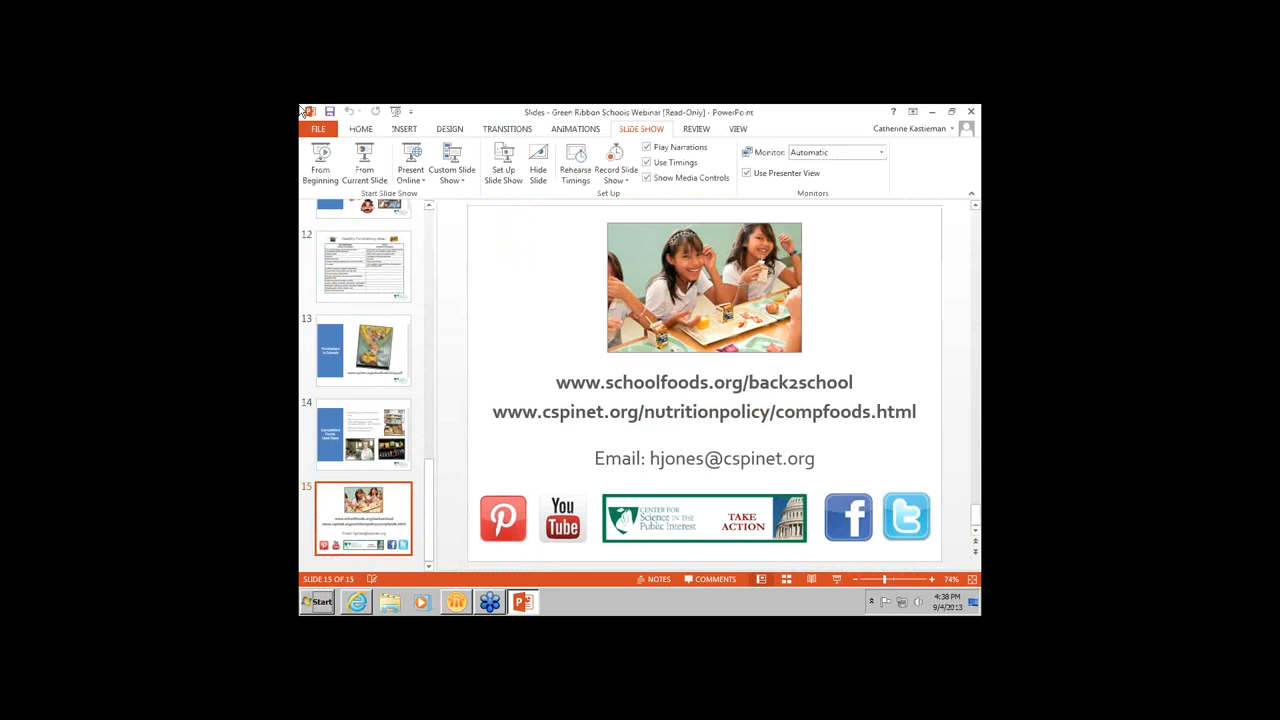 Slides - Green Ribbon Schools Webinar [Read-Only] - PowerPoint
FILE HOME INSERT DESIGN TRANSITIONS ANIMATIONS SLIDE SHOW REVIEW VIEW
Catherine Kastleman
From Beginning
From Current Slide
Present Online
Custom Slide Show
Set Up Slide Show
Hide Slide
Rehearse Timings
Record Slide Show
Play Narrations
Use Timings
Show Media Controls
Monitor: Automatic
Use Presenter View
Start Slide Show
Set Up
Monitors
12
Healthy Fundraising Ideas
13
14
15
www.schoolfoods.org/back2school
www.cspinet.org/nutritionpolicy/compfoods.html
Email: hjones@cspinet.org
You Tube
CENTER FOR
Science IN THE
Public Interest
TAKE
ACTION
SLIDE 15 OF 15
NOTES
COMMENTS
74%
Start
4:38 PM
9/4/2013